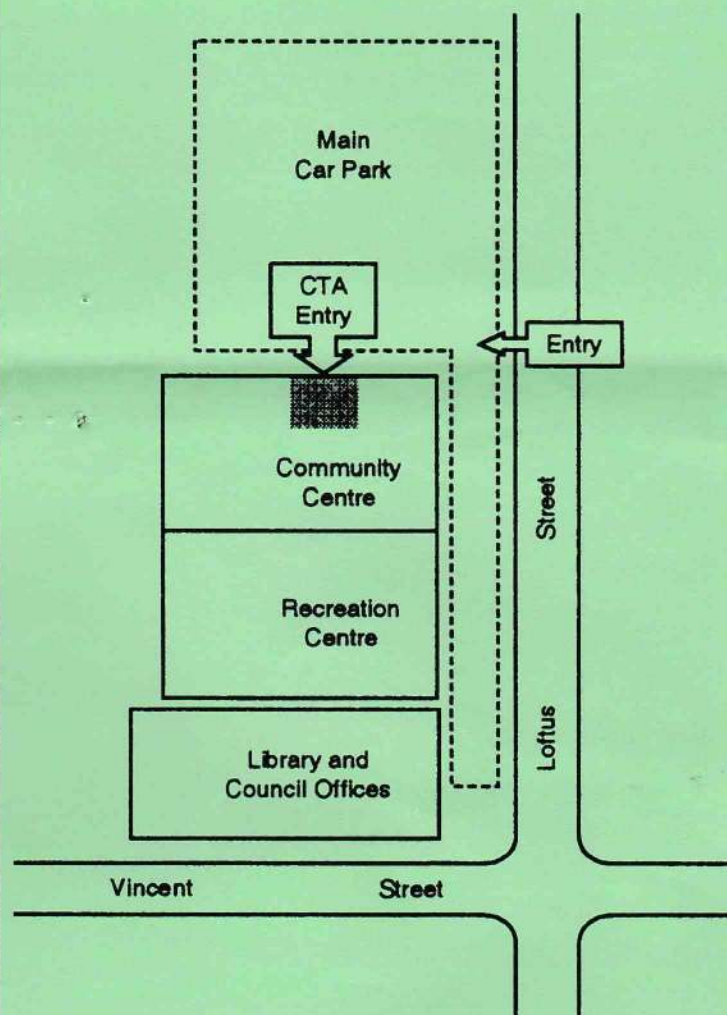 Main
Car Park
CTA
Entry
Entry
Community
Centre
Street
Recreation
Centre
Loftus
Library and
Council Offices
Vincent Street